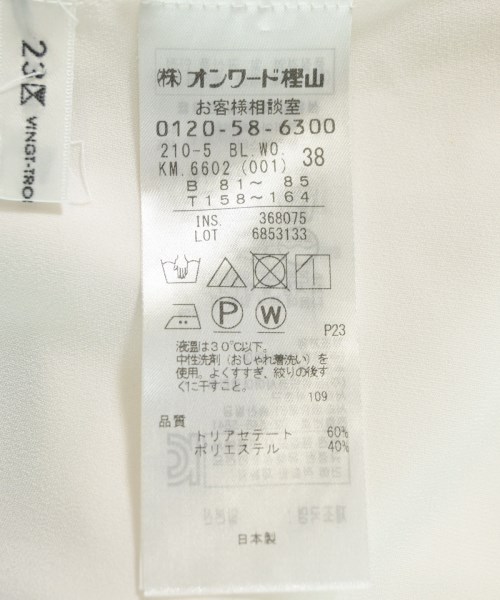 23区
VINGT-TROI
(株)オンワード樫山
お客様相談室
0120-58-6300
210-5 BL.WO. 38
KM.6602 (001)
B 81～ 85
T 158～164
INS. 368075
LOT 6853133
P W
P23
液温は30℃以下。
中性洗剤(おしゃれ着洗い)を
使用。よくすすぎ、絞りの後す
ぐに干すこと。
109
品質
トリアセテート 60%
ポリエステル 40%
日本製